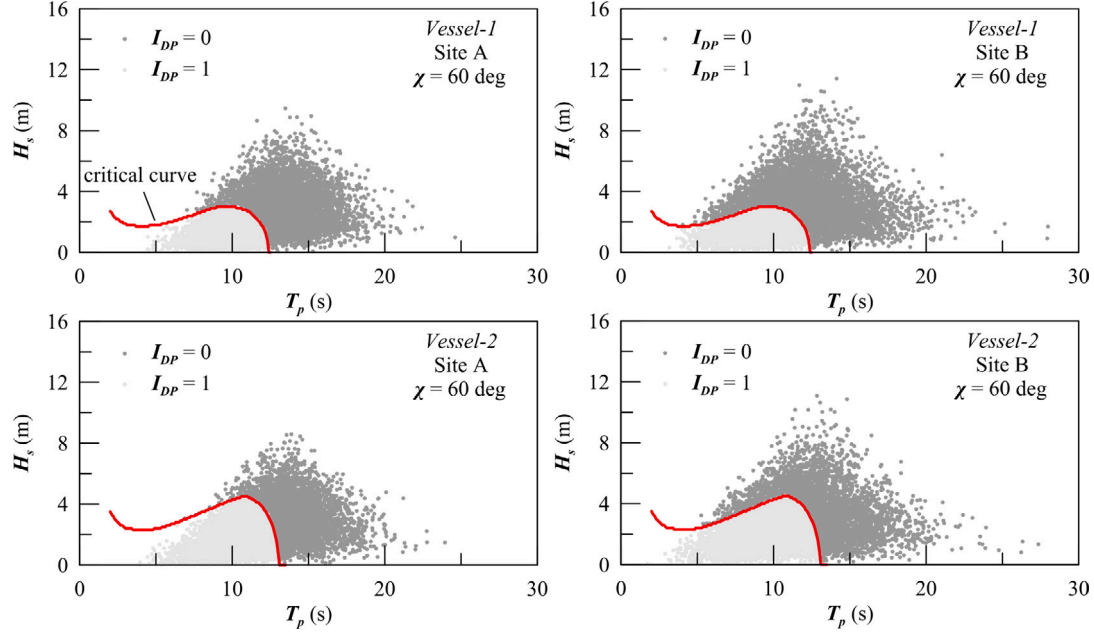 16
12
8
4
0
H_s (m)
I_DP = 0
I_DP = 1
Vessel-1
Site A
χ = 60 deg
critical curve
0 10 20 30
T_p (s)
16
12
8
4
0
H_s (m)
I_DP = 0
I_DP = 1
Vessel-1
Site B
χ = 60 deg
0 10 20 30
T_p (s)
16
12
8
4
0
H_s (m)
I_DP = 0
I_DP = 1
Vessel-2
Site A
χ = 60 deg
0 10 20 30
T_p (s)
16
12
8
4
0
H_s (m)
I_DP = 0
I_DP = 1
Vessel-2
Site B
χ = 60 deg
0 10 20 30
T_p (s)